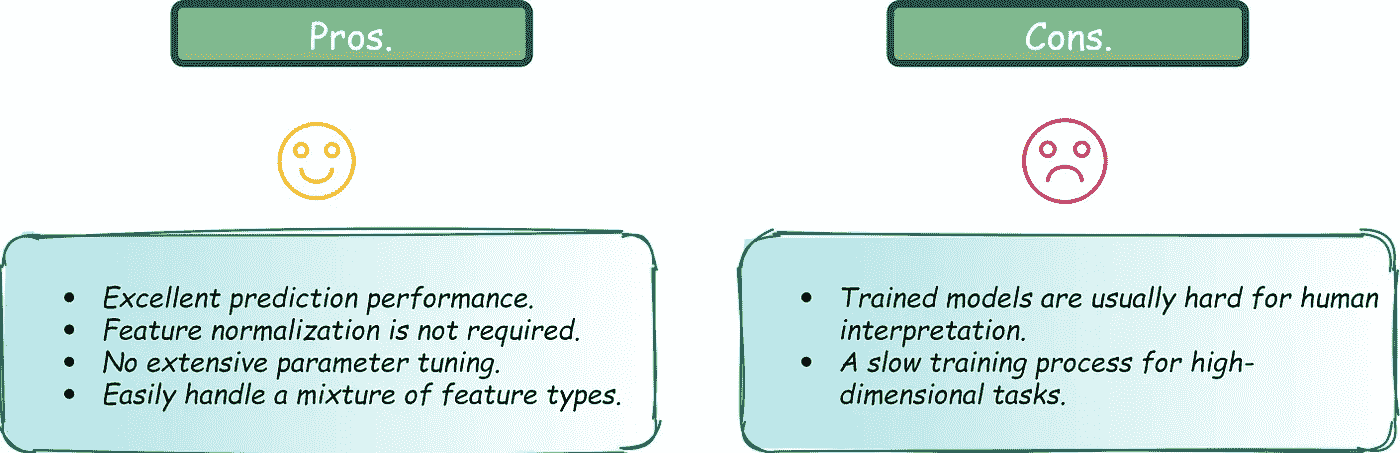 Pros.
Cons.
• Excellent prediction performance.
• Feature normalization is not required.
• No extensive parameter tuning.
• Easily handle a mixture of feature types.
• Trained models are usually hard for human
interpretation.
• A slow training process for high-
dimensional tasks.